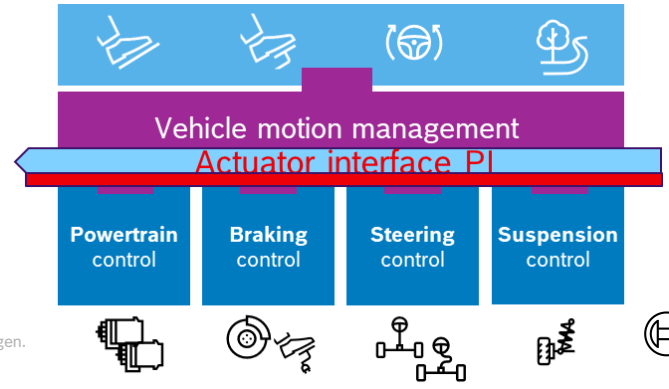 Vehicle motion management
Actuator interface PI
Powertrain
control
Braking
control
Steering
control
Suspension
control
gen.